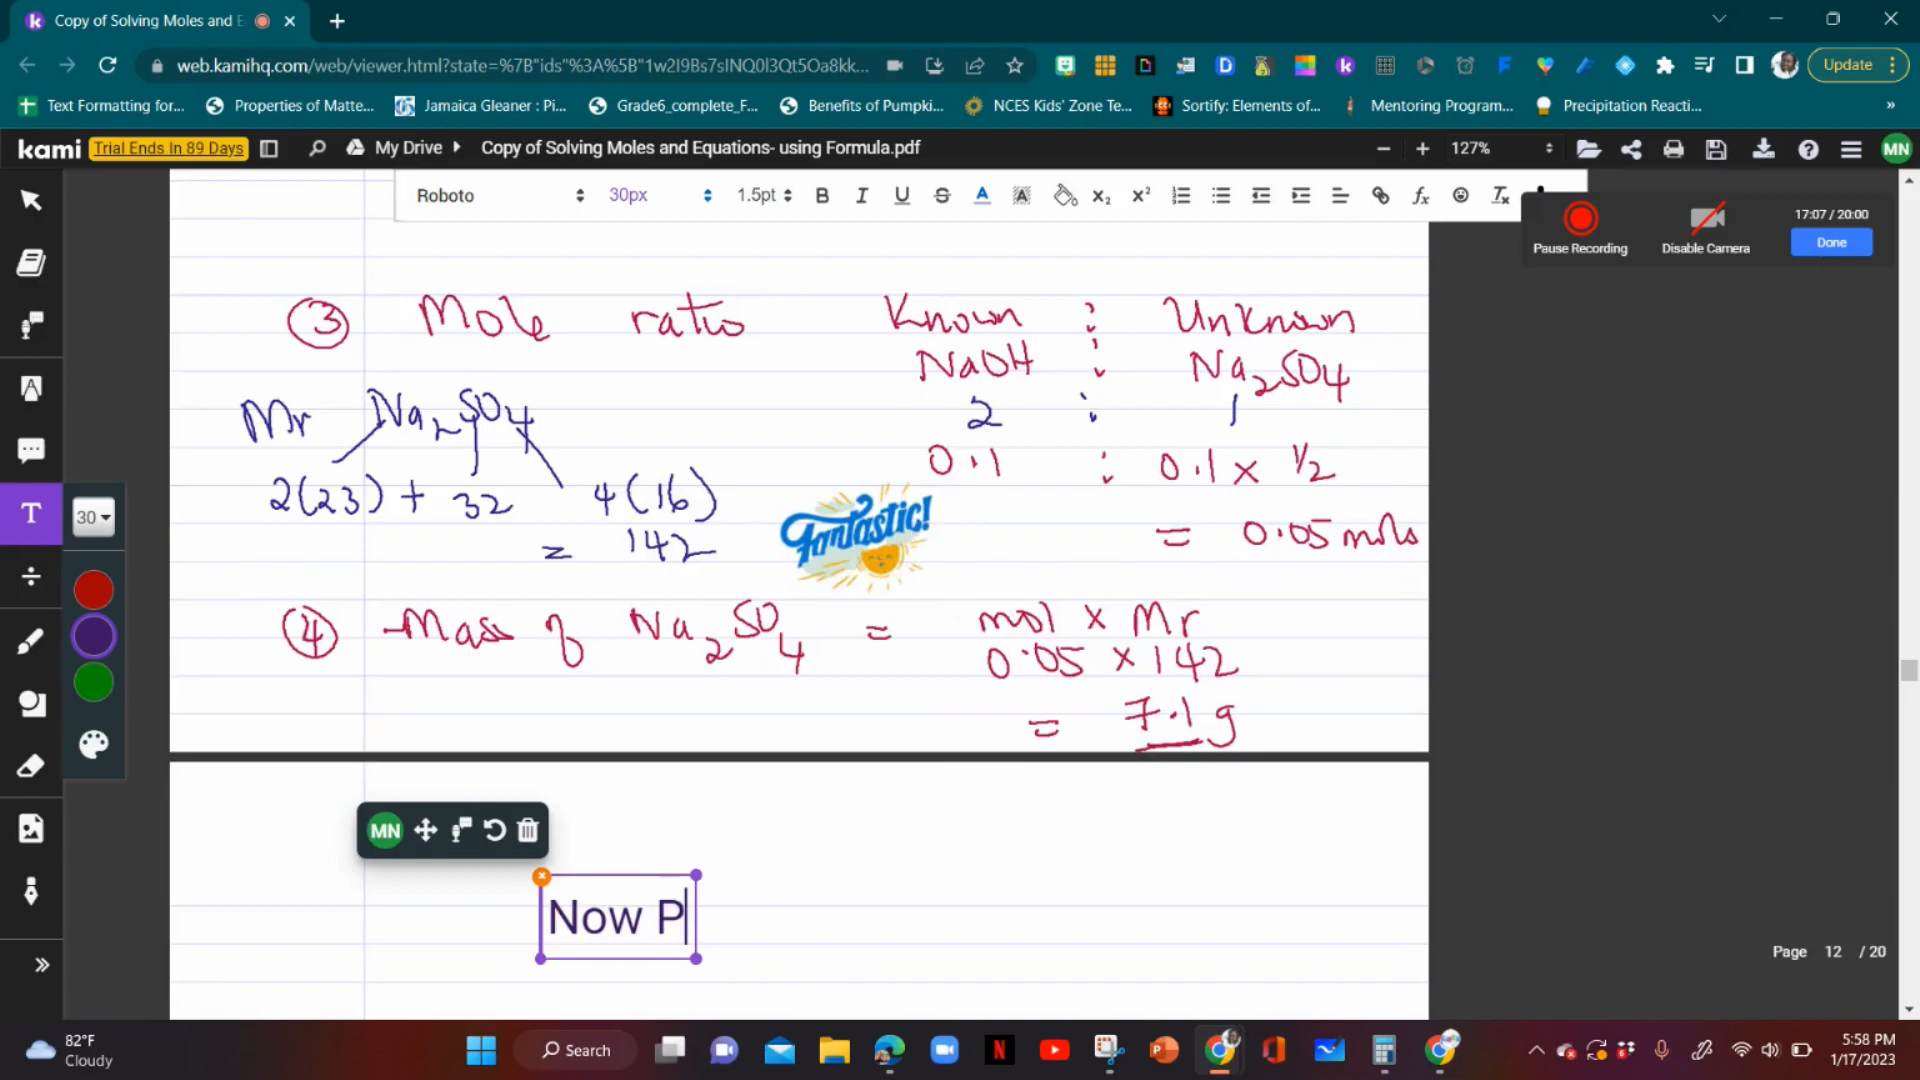 Copy of Solving Moles and E
web.kamihq.com/web/viewer.html?state=%7B"ids"%3A%5B"1w2I9Bs7sINQ0l3Qt5Oa8kk...
Update
Text Formatting for...
Properties of Matte...
Jamaica Gleaner : Pi...
Grade6_complete_F...
Benefits of Pumpki...
NCES Kids' Zone Te...
Sortify: Elements of...
Mentoring Program...
Precipitation Reacti...
»
kami
Trial Ends In 89 Days
My Drive
Copy of Solving Moles and Equations- using Formula.pdf
127%
MN
Roboto
30px
1.5pt
17:07 / 20:00
Pause Recording
Disable Camera
Done
③ Mole ratio Known : Unknown
NaOH : Na₂SO₄
Mr Na₂SO₄
2 : 1
0.1 : 0.1 x 1/2
2(23) + 32 4(16)
= 142
Fantastic!
= 0.05 mols
④ Mass of Na₂SO₄ = mol x Mr
0.05 x 142
= 7.1 g
30
MN
Now P
Page 12 / 20
82°F
Cloudy
Search
5:58 PM
1/17/2023